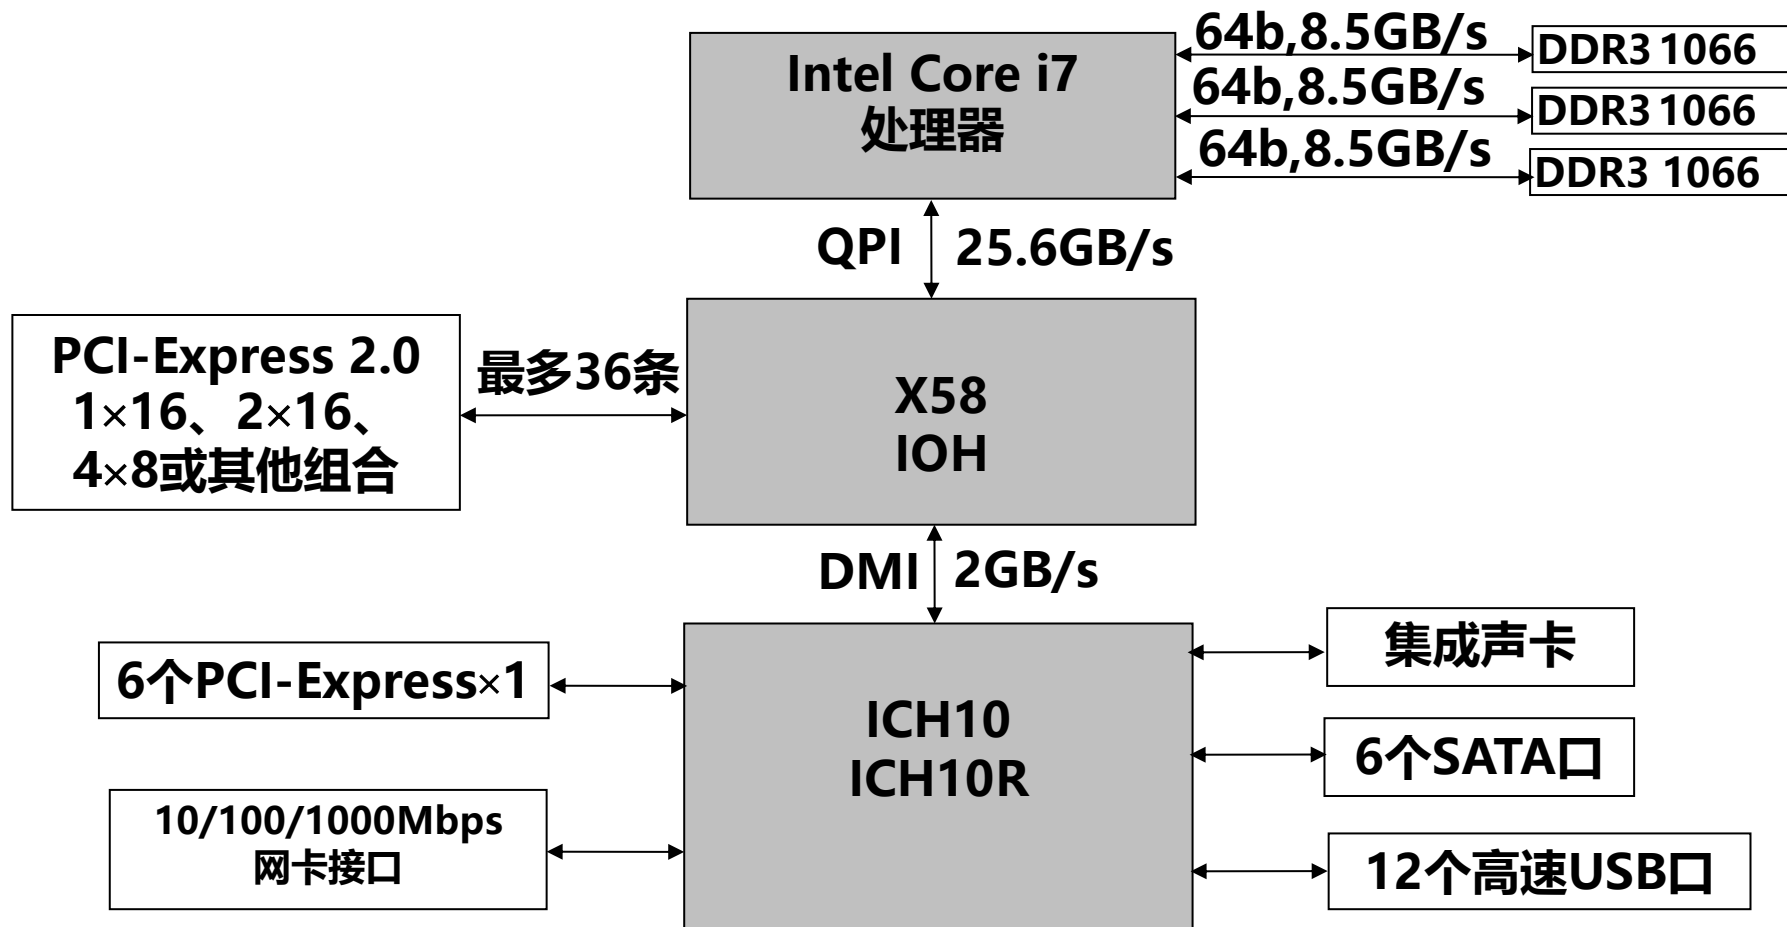 Intel Core i7
处理器
64b,8.5GB/s
DDR3 1066
64b,8.5GB/s
DDR3 1066
64b,8.5GB/s
DDR3 1066
QPI
25.6GB/s
PCI-Express 2.0
1×16、2×16、
4×8或其他组合
最多36条
X58
IOH
DMI
2GB/s
6个PCI-Express×1
10/100/1000Mbps
网卡接口
ICH10
ICH10R
集成声卡
6个SATA口
12个高速USB口